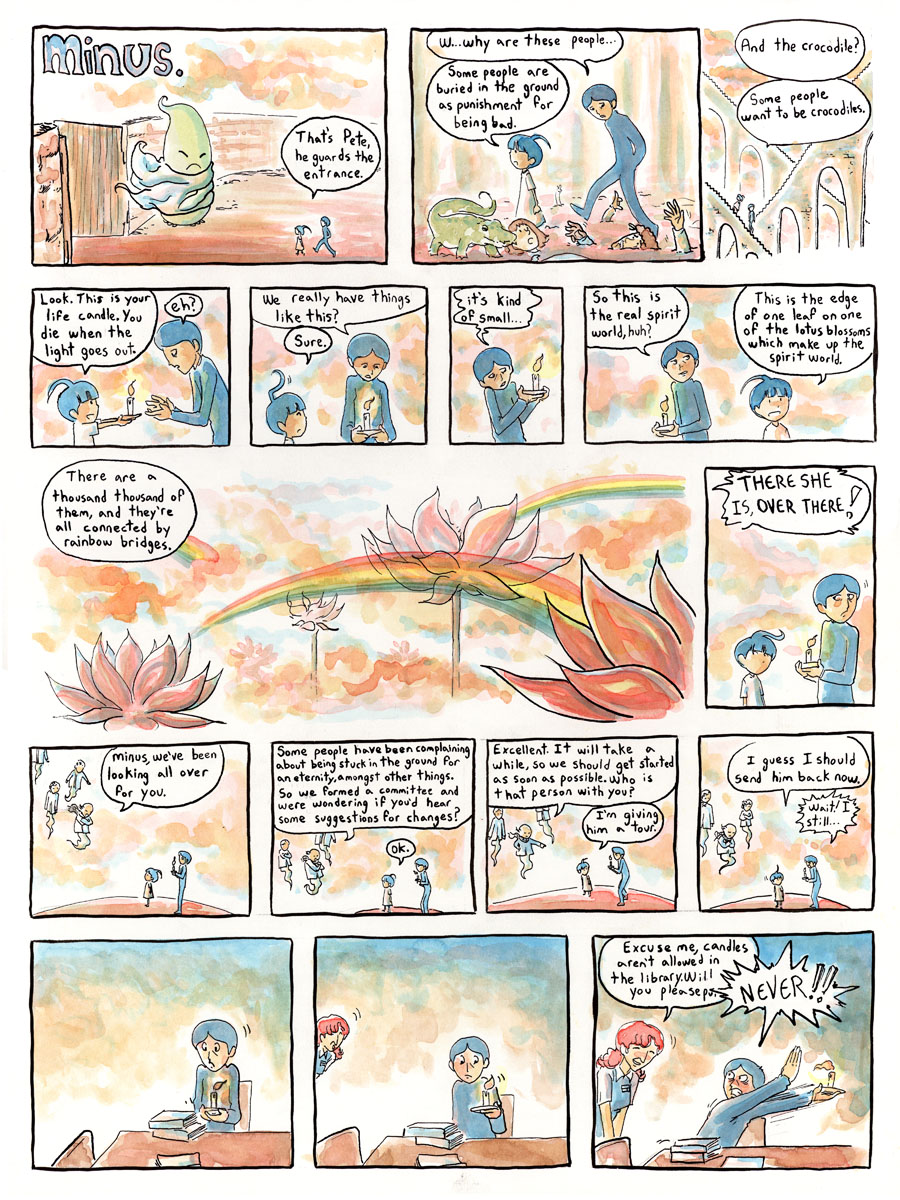 minus.
That's Pete,
he guards the
entrance.
W...why are these people...
Some people are
buried in the ground
as punishment for
being bad.
And the crocodile?
Some people
want to be crocodiles.
Look. This is your
life candle. You
die when the
light goes out.
eh?
We really have things
like this?
Sure.
it's kind
of small...
So this is
the real spirit
world, huh?
This is the edge
of one leaf on one
of the lotus blossoms
which make up the
spirit world.
There are a
thousand thousand of
them, and they're
all connected by
rainbow bridges.
THERE SHE
IS, OVER THERE!
minus, we've been
looking all over
for you.
Some people have been complaining
about being stuck in the ground for
an eternity, amongst other things.
So we formed a committee and
were wondering if you'd hear
some suggestions for changes?
OK.
Excellent. It will take a
while, so we should get started
as soon as possible. Who is
that person with you?
I'm giving
him a tour.
I guess I should
send him back now.
Wait! I
still...
Excuse me, candles
aren't allowed in
the library. Will
you please pu
NEVER!!!